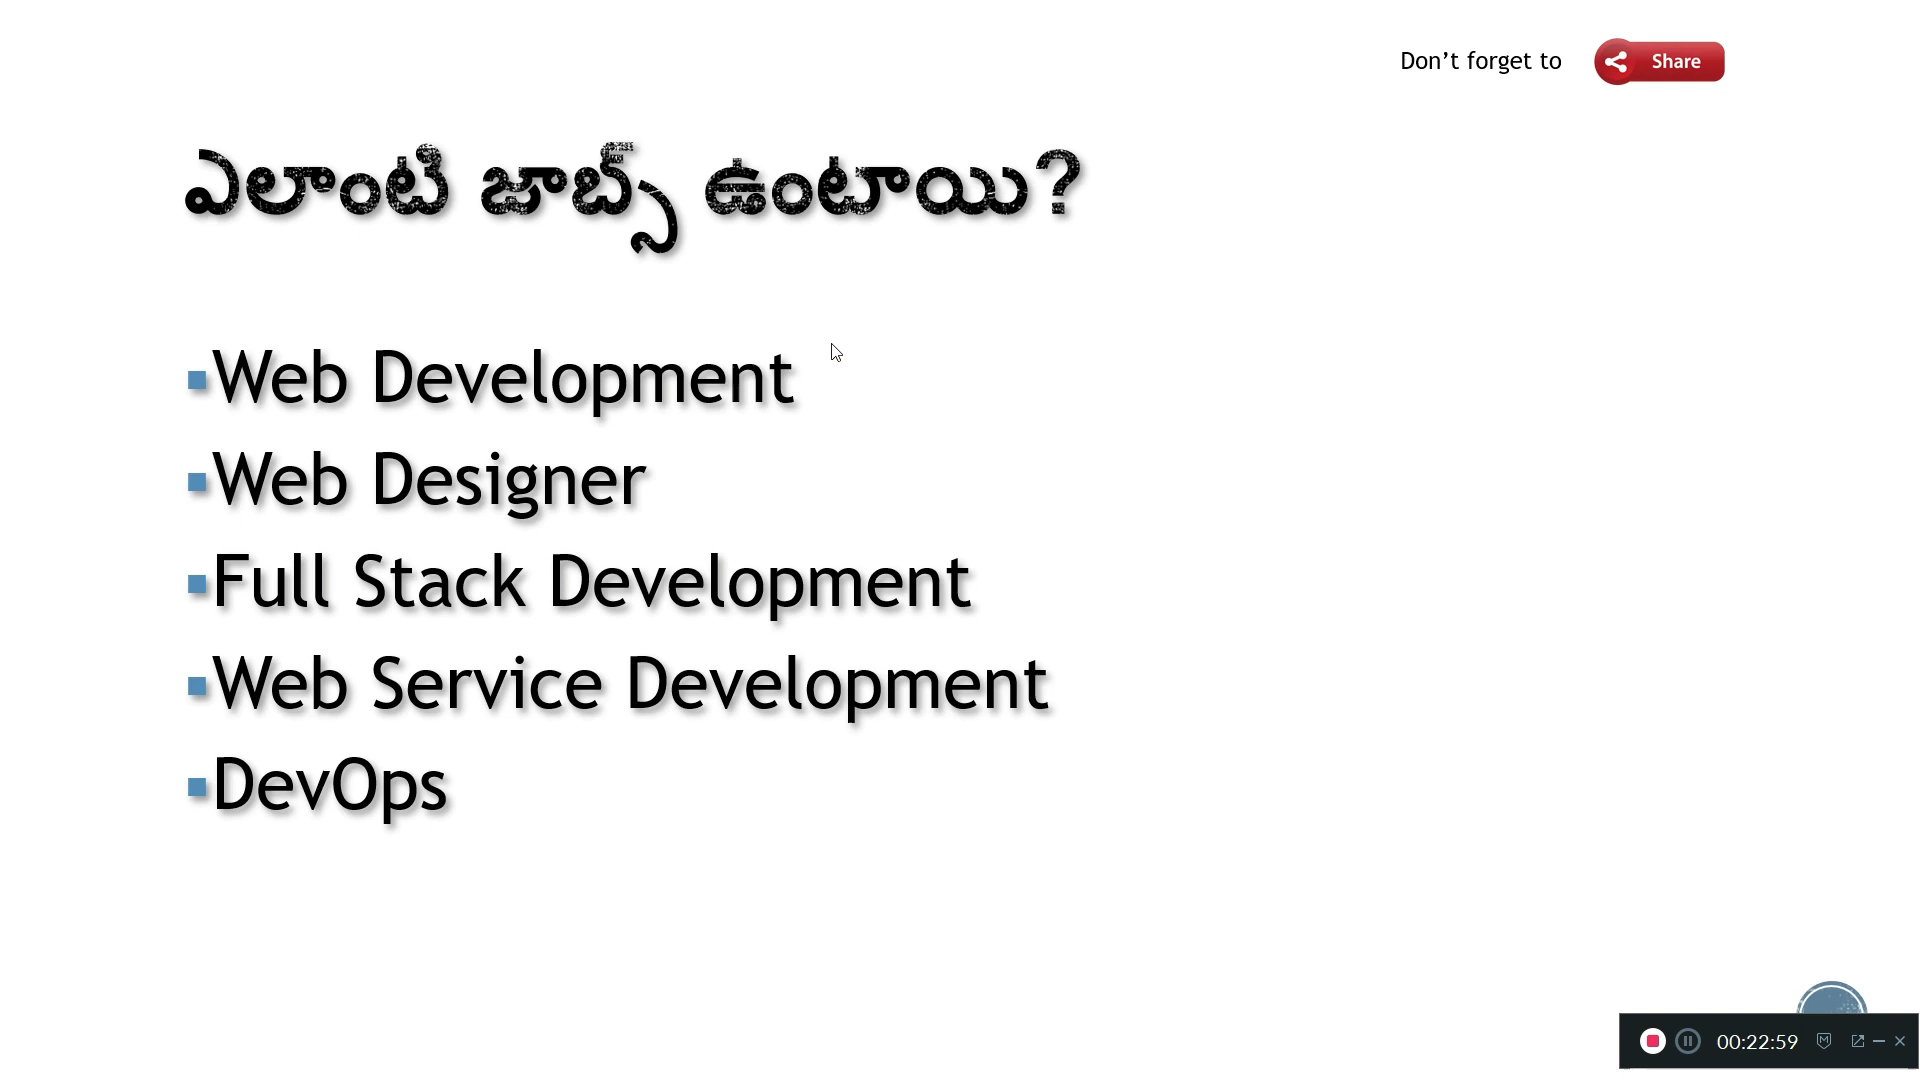 Don’t forget to Share
ఎలాంటి జాబ్స్ ఉంటాయి?
▪Web Development
▪Web Designer
▪Full Stack Development
▪Web Service Development
▪DevOps
00:22:59